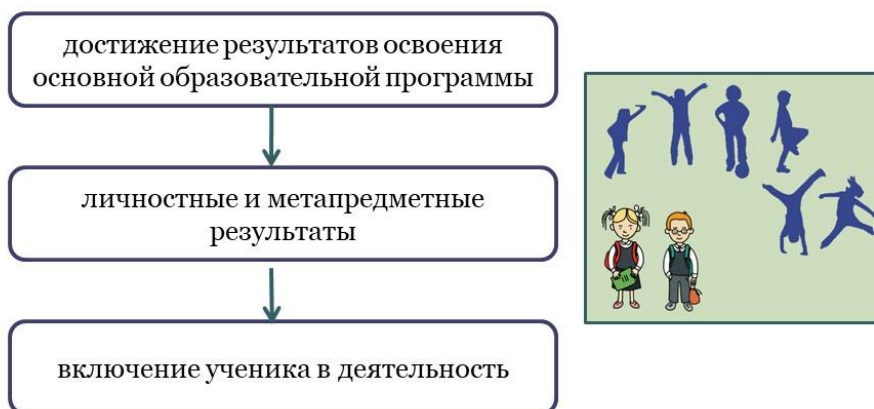 достижение результатов освоения
основной образовательной программы
личностные и метапредметные
результаты
включение ученика в деятельность